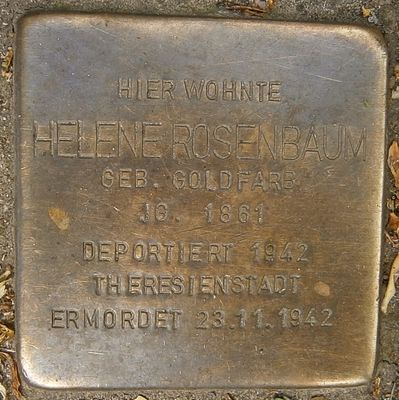 HIER WOHNTE
HELENE ROSENBAUM
GEB. GOLDFARB
JG. 1861
DEPORTIERT 1942
THERESIENSTADT
ERMORDET 23.11.1942